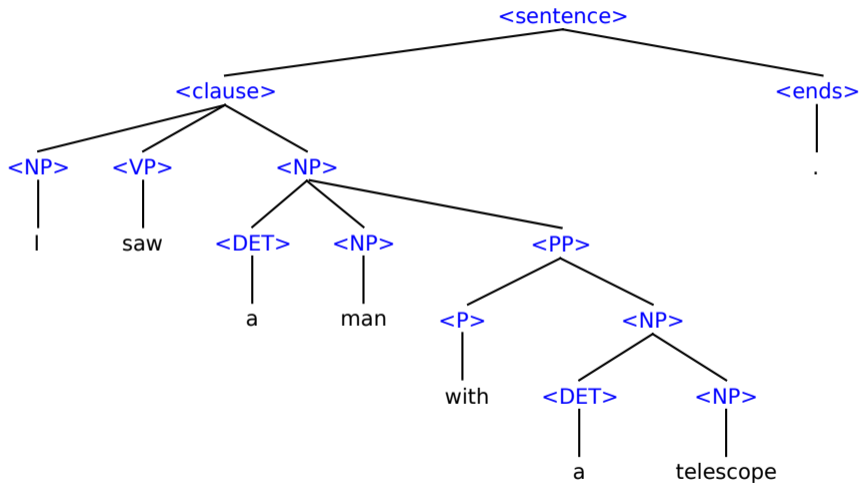 <sentence>
<clause> <ends>
<NP> <VP> <NP> .
I saw <DET> <NP> <PP>
a man <P> <NP>
with <DET> <NP>
a telescope